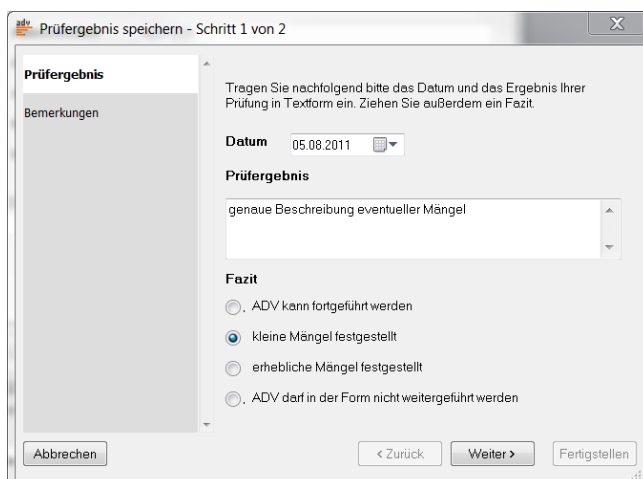 adv
Prüfergebnis speichern - Schritt 1 von 2
Prüfergebnis
Bemerkungen
Tragen Sie nachfolgend bitte das Datum und das Ergebnis Ihrer
Prüfung in Textform ein. Ziehen Sie außerdem ein Fazit.
Datum 05.08.2011
Prüfergebnis
genaue Beschreibung eventueller Mängel
Fazit
ADV kann fortgeführt werden
kleine Mängel festgestellt
erhebliche Mängel festgestellt
ADV darf in der Form nicht weitergeführt werden
Abbrechen < Zurück Weiter > Fertigstellen